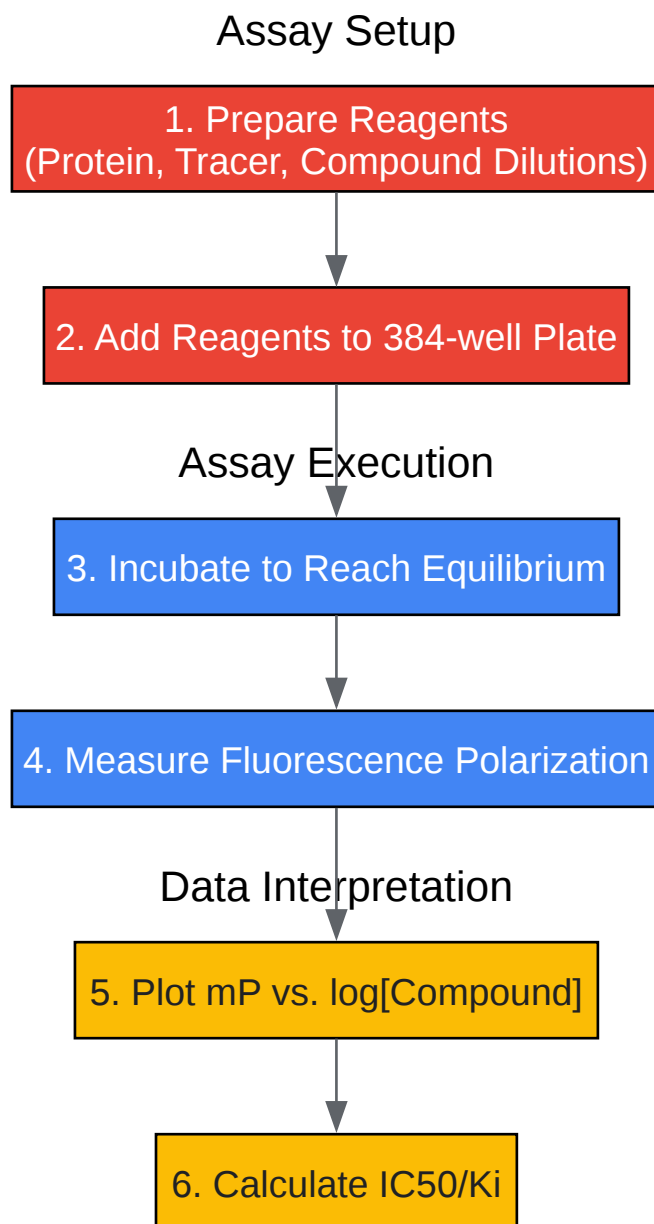 Assay Setup
1. Prepare Reagents
(Protein, Tracer, Compound Dilutions)
2. Add Reagents to 384-well Plate
Assay Execution
3. Incubate to Reach Equilibrium
4. Measure Fluorescence Polarization
Data Interpretation
5. Plot mP vs. log[Compound]
6. Calculate IC50/Ki